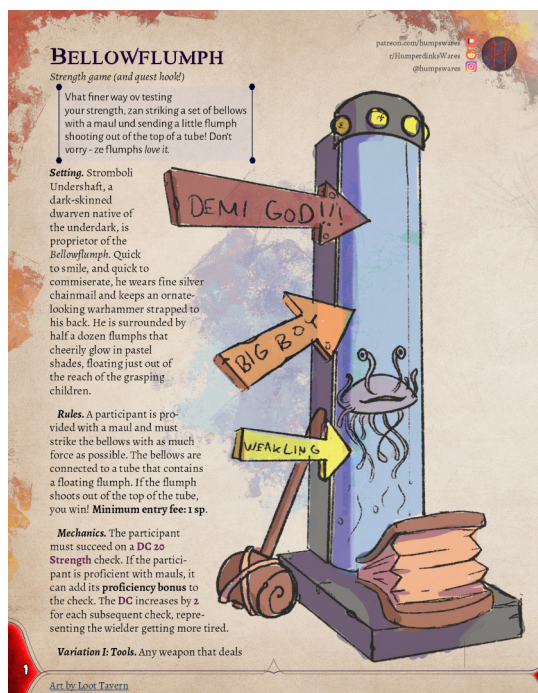 BELLOWFLUMPH
Strength game (and quest hook!)
patreon.com/humpswares
r/HumperdinksWares
@humpswares
Vhat finer way ov testing
your strength, zan striking a set of bellows
with a maul und sending a little flumph
shooting out of the top of a tube! Don't
vorry - ze flumphs love it.
Setting. Stromboli
Undershaft, a
dark-skinned
dwarven native of
the underdark, is
proprietor of the
Bellowflumph. Quick
to smile, and quick to
commiserate, he wears fine silver
chainmail and keeps an ornate-
looking warhammer strapped to
his back. He is surrounded by
half a dozen flumphs that
cheerily glow in pastel
shades, floating just out of
the reach of the grasping
children.
Rules. A participant is pro-
vided with a maul and must
strike the bellows with as much
force as possible. The bellows are
connected to a tube that contains
a floating flumph. If the flumph
shoots out of the top of the tube,
you win! Minimum entry fee: 1 sp.
Mechanics. The participant
must succeed on a DC 20
Strength check. If the partici-
pant is proficient with mauls, it
can add its proficiency bonus to
the check. The DC increases by 2
for each subsequent check, repre-
senting the wielder getting more tired.
Variation I: Tools. Any weapon that deals
DEMI GOD!!!
BIG BOY
WEAKLING
1
Art by Loot Tavern